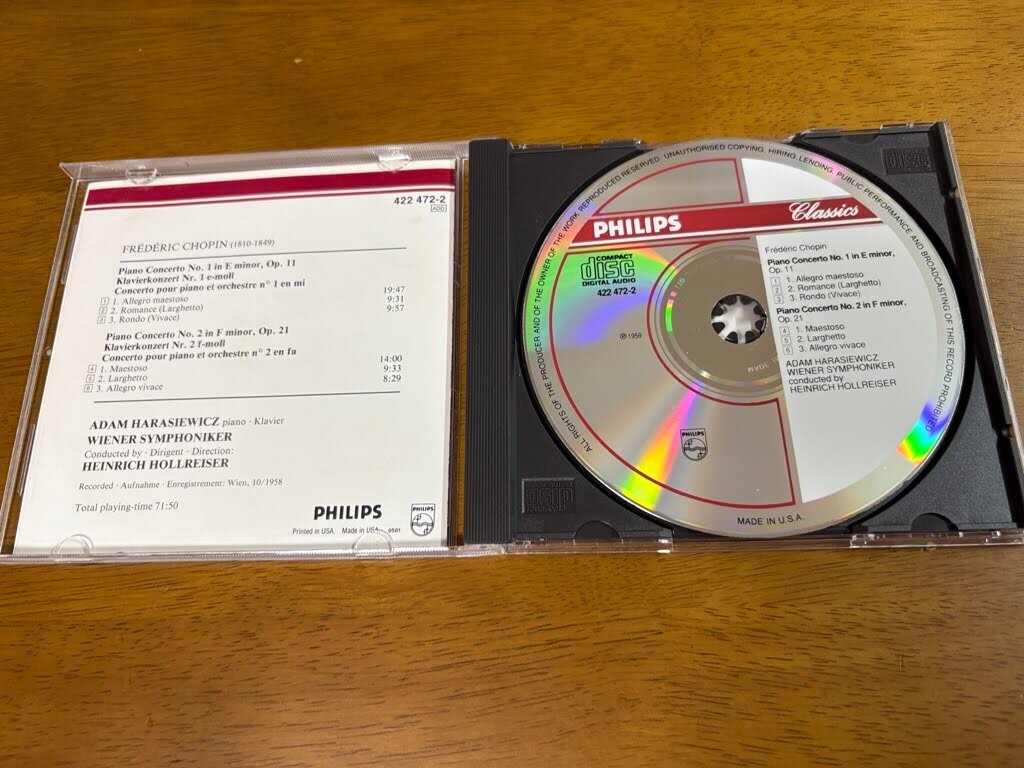 422 472-2
ADD
FRÉDÉRIC CHOPIN (1810-1849)
Piano Concerto No. 1 in E minor, Op. 11
Klavierkonzert Nr. 1 e-moll
Concerto pour piano et orchestre n° 1 en mi
1 1. Allegro maestoso 19:47
2 2. Romance (Larghetto) 9:31
3 3. Rondo (Vivace) 9:57
Piano Concerto No. 2 in F minor, Op. 21
Klavierkonzert Nr. 2 f-moll
Concerto pour piano et orchestre n° 2 en fa
4 1. Maestoso 14:00
5 2. Larghetto 9:33
6 3. Allegro vivace 8:29
ADAM HARASIEWICZ piano · Klavier
WIENER SYMPHONIKER
Conducted by · Dirigent · Direction:
HEINRICH HOLLREISER
Recorded · Aufnahme · Enregistrement: Wien, 10/1958
Total playing-time 71:50
PHILIPS
Printed in USA. Made in USA. 0501
PHILIPS
ALL RIGHTS OF THE PRODUCER AND OF THE OWNER OF THE WORK REPRODUCED RESERVED. UNAUTHORISED COPYING, HIRING, LENDING, PUBLIC PERFORMANCE AND BROADCASTING OF THIS RECORD PROHIBITED
PHILIPS Classics
COMPACT
disc
DIGITAL AUDIO
422 472-2
℗ 1959
Frédéric Chopin
Piano Concerto No. 1 in E minor,
Op. 11
1 1. Allegro maestoso
2 2. Romance (Larghetto)
3 3. Rondo (Vivace)
Piano Concerto No. 2 in F minor,
Op. 21
4 1. Maestoso
5 2. Larghetto
6 3. Allegro vivace
ADAM HARASIEWICZ
WIENER SYMPHONIKER
conducted by
HEINRICH HOLLREISER
PHILIPS
MADE IN U.S.A.